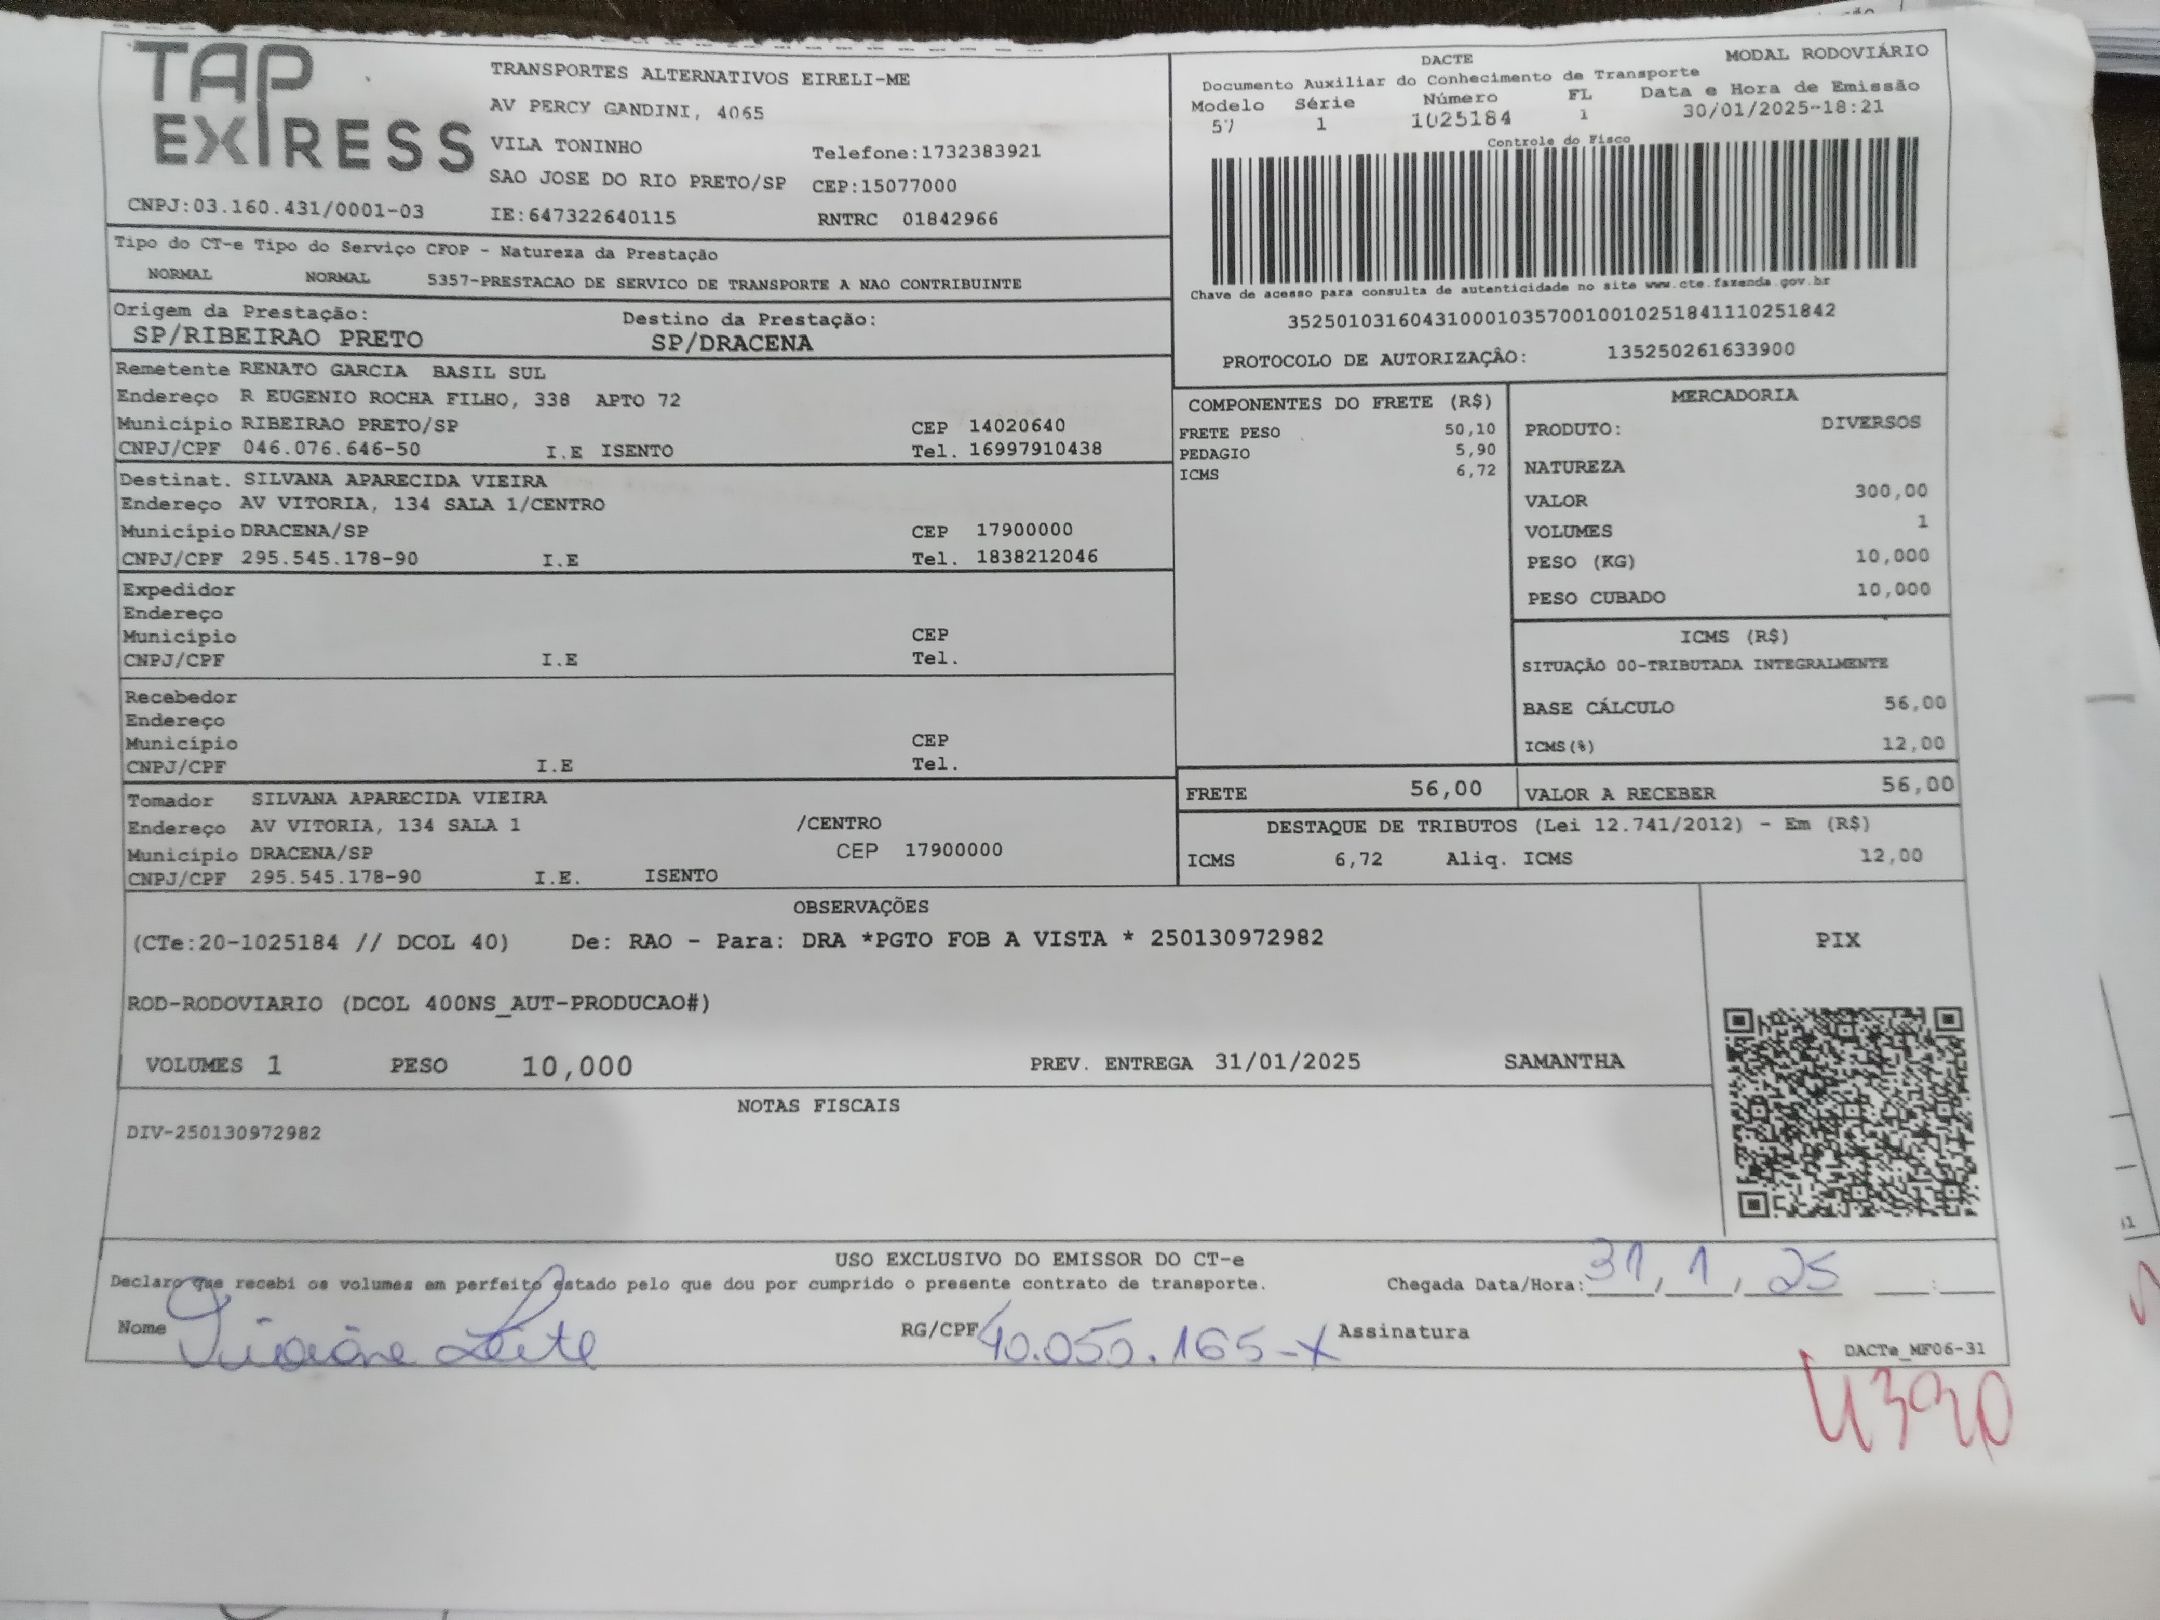 TAP EXPRESS
TRANSPORTES ALTERNATIVOS EIRELI-ME
AV PERCY GANDINI, 4065
VILA TONINHO Telefone:1732383921
SAO JOSE DO RIO PRETO/SP CEP:15077000
CNPJ:03.160.431/0001-03 IE:647322640115 RNTRC 01842966
DACTE MODAL RODOVIÁRIO
Documento Auxiliar do Conhecimento de Transporte
Modelo Série Número FL Data e Hora de Emissão
57 1 1025184 1 30/01/2025-18:21
Controle do Fisco
Chave de acesso para consulta de autenticidade no site www.cte.fazenda.gov.br
35250103160431000103570010010251841110251842
PROTOCOLO DE AUTORIZAÇÂO: 135250261633900
Tipo do CT-e Tipo do Serviço CFOP - Natureza da Prestação
NORMAL NORMAL 5357-PRESTACAO DE SERVICO DE TRANSPORTE A NAO CONTRIBUINTE
Origem da Prestação: Destino da Prestação:
SP/RIBEIRAO PRETO SP/DRACENA
Remetente RENATO GARCIA BASIL SUL
Endereço R EUGENIO ROCHA FILHO, 338 APTO 72
Município RIBEIRAO PRETO/SP CEP 14020640
CNPJ/CPF 046.076.646-50 I.E ISENTO Tel. 16997910438
Destinat. SILVANA APARECIDA VIEIRA
Endereço AV VITORIA, 134 SALA 1/CENTRO
Município DRACENA/SP CEP 17900000
CNPJ/CPF 295.545.178-90 I.E Tel. 1838212046
Expedidor
Endereço
Município CEP
CNPJ/CPF I.E Tel.
Recebedor
Endereço
Município CEP
CNPJ/CPF I.E Tel.
Tomador SILVANA APARECIDA VIEIRA
Endereço AV VITORIA, 134 SALA 1 /CENTRO
Município DRACENA/SP CEP 17900000
CNPJ/CPF 295.545.178-90 I.E. ISENTO
COMPONENTES DO FRETE (R$)
FRETE PESO 50,10
PEDAGIO 5,90
ICMS 6,72
MERCADORIA
PRODUTO: DIVERSOS
NATUREZA
VALOR 300,00
VOLUMES 1
PESO (KG) 10,000
PESO CUBADO 10,000
ICMS (R$)
SITUAÇÃO 00-TRIBUTADA INTEGRALMENTE
BASE CÁLCULO 56,00
ICMS(%) 12,00
FRETE 56,00 VALOR A RECEBER 56,00
DESTAQUE DE TRIBUTOS (Lei 12.741/2012) - Em (R$)
ICMS 6,72 Aliq. ICMS 12,00
OBSERVAÇÕES
(CTe:20-1025184 // DCOL 40) De: RAO - Para: DRA *PGTO FOB A VISTA * 250130972982
ROD-RODOVIARIO (DCOL 400NS_AUT-PRODUCAO#)
VOLUMES 1 PESO 10,000 PREV. ENTREGA 31/01/2025 SAMANTHA
PIX
NOTAS FISCAIS
DIV-250130972982
USO EXCLUSIVO DO EMISSOR DO CT-e
Declaro que recebi os volumes em perfeito estado pelo que dou por cumprido o presente contrato de transporte. Chegada Data/Hora: 31/1/25 :
Nome Leite RG/CPF 40.050.165-X Assinatura
DACTe_MF06-31